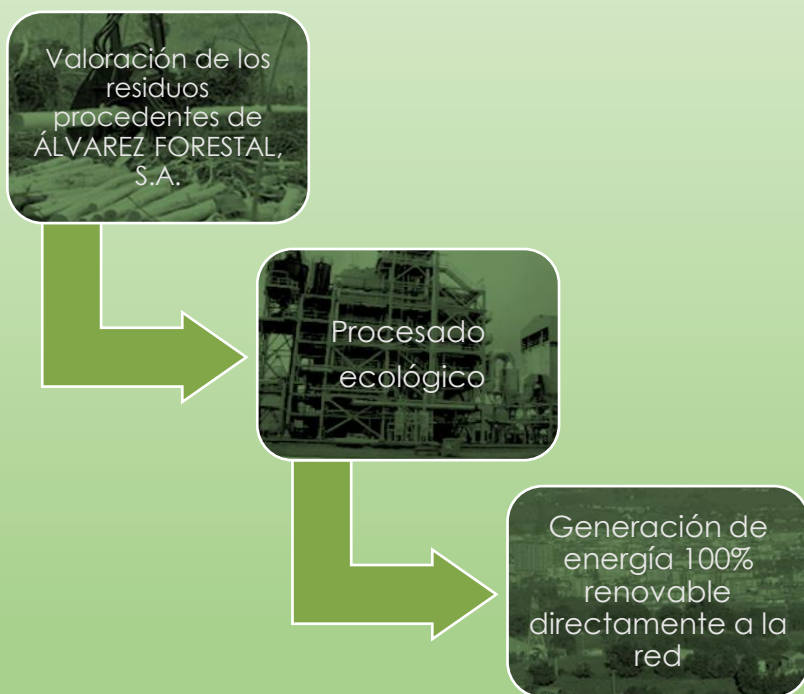 Valoración de los
residuos
procedentes de
ÁLVAREZ FORESTAL,
S.A.
Procesado
ecológico
Generación de
energía 100%
renovable
directamente a la
red